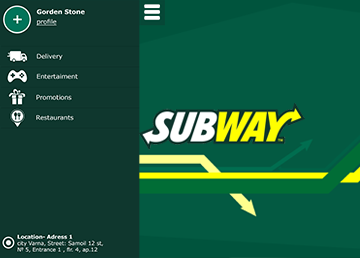 Gorden Stone
profile
Delivery
Entertaiment
Promotions
Restaurants
SUBWAY
TM
Location- Adress 1
city Varna, Street: Samoil 12 st,
№ 5, Entrance 1 , flr. 4, ap.12